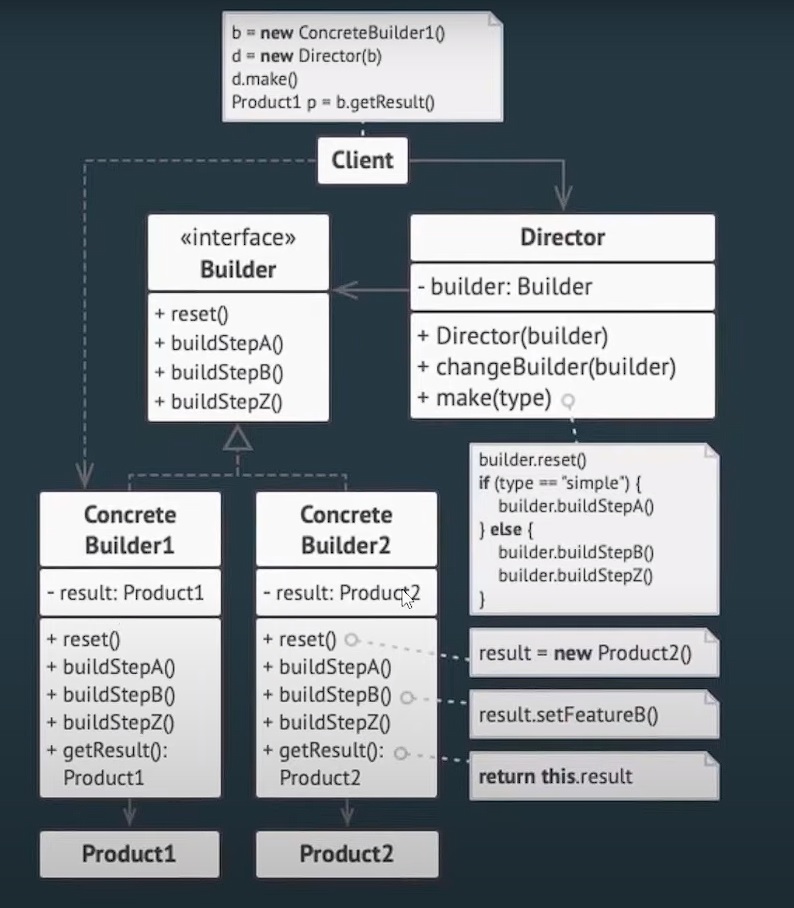 b = new ConcreteBuilder1()
d = new Director(b)
d.make()
Product1 p = b.getResult()
Client
«interface»
Builder
+ reset()
+ buildStepA()
+ buildStepB()
+ buildStepZ()
Director
- builder: Builder
+ Director(builder)
+ changeBuilder(builder)
+ make(type)
builder.reset()
if (type == "simple") {
builder.buildStepA()
} else {
builder.buildStepB()
builder.buildStepZ()
}
Concrete
Builder1
- result: Product1
+ reset()
+ buildStepA()
+ buildStepB()
+ buildStepZ()
+ getResult():
Product1
Concrete
Builder2
- result: Product2
+ reset()
+ buildStepA()
+ buildStepB()
+ buildStepZ()
+ getResult():
Product2
result = new Product2()
result.setFeatureB()
return this.result
Product1
Product2